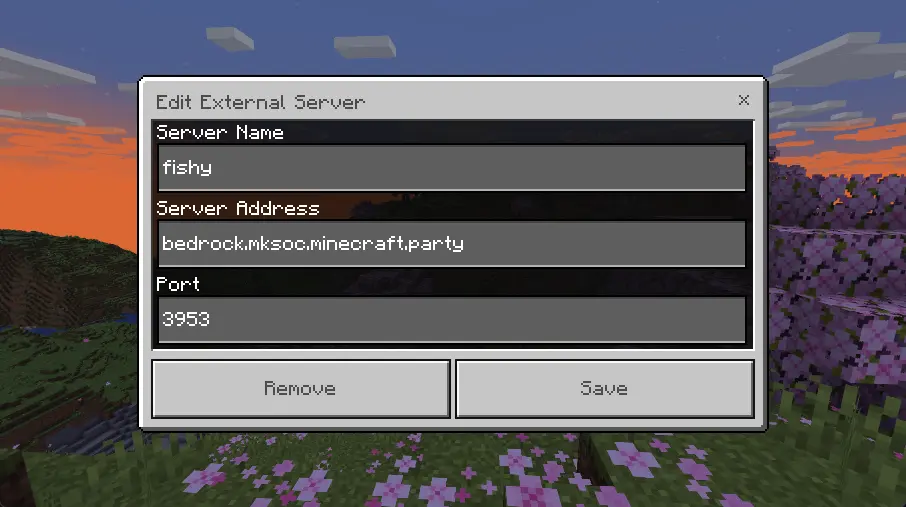 Edit External Server
Server Name
fishy
Server Address
bedrock.mksoc.minecraft.party
Port
3953
Remove
Save